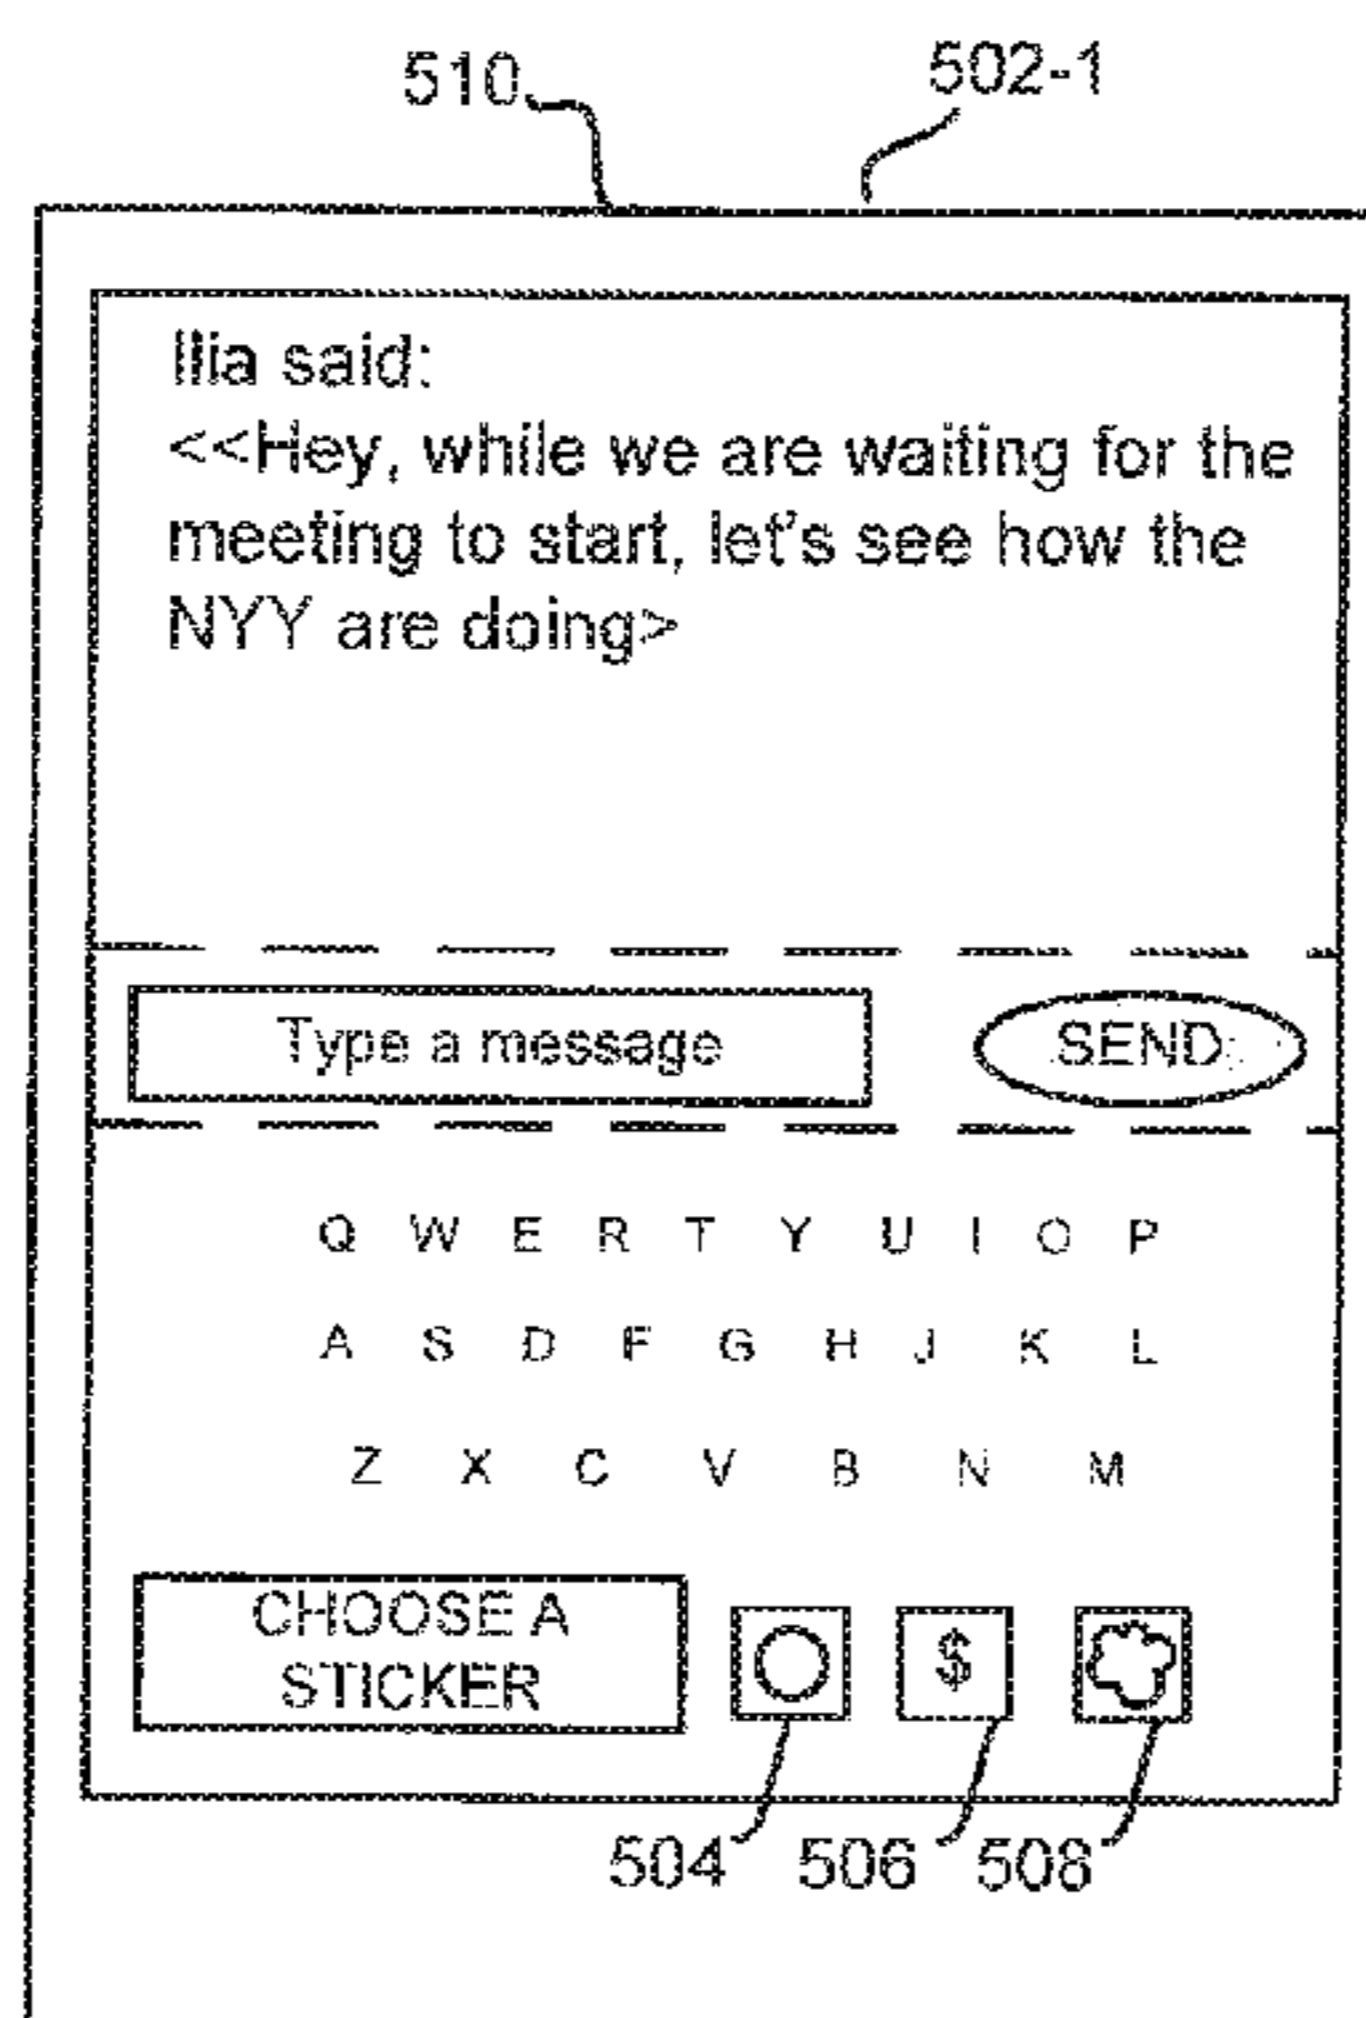 510 502-1
Ilia said:
<<Hey, while we are waiting for the
meeting to start, let's see how the
NYY are doing>
Type a message SEND
Q W E R T Y U I O P
A S D F G H J K L
Z X C V B N M
CHOOSE A
STICKER
$
504 506 508